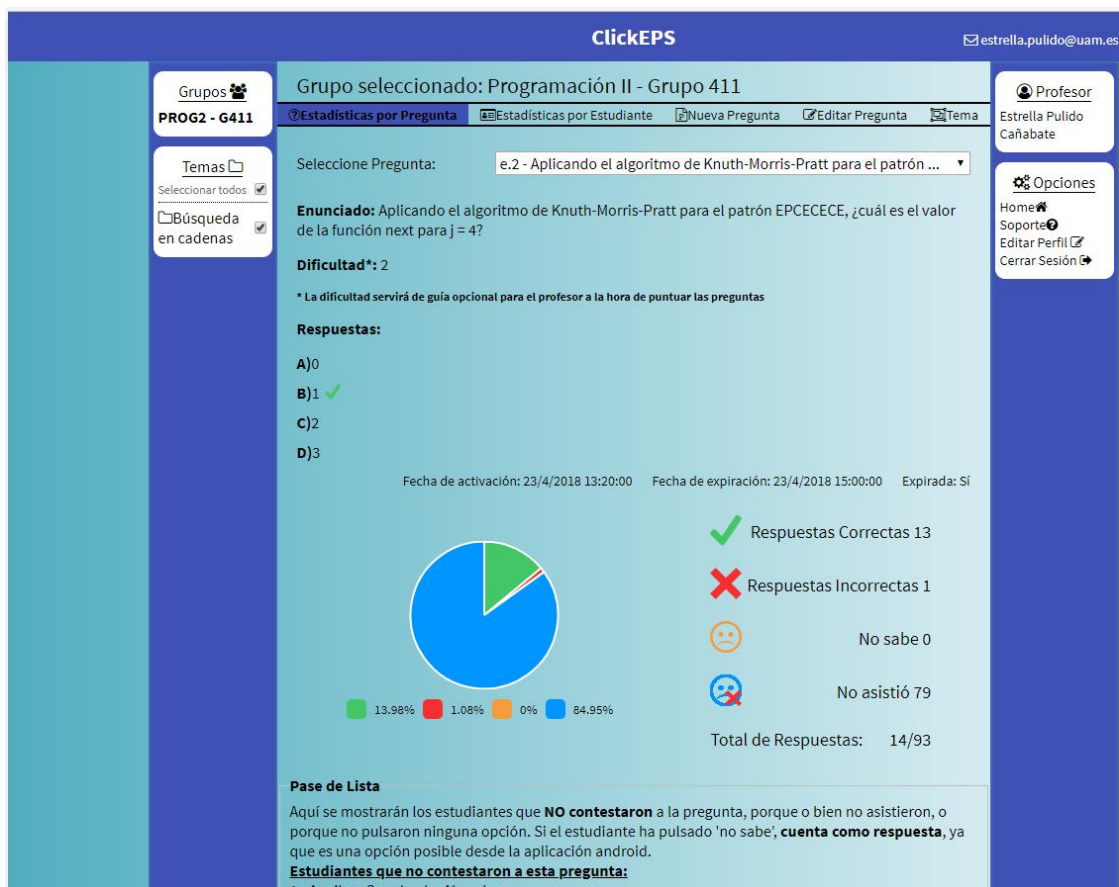 ClickEPS
estrella.pulido@uam.es
Grupos
PROG2 - G411
Temas
Seleccionar todos
Búsqueda
en cadenas
Grupo seleccionado: Programación II - Grupo 411
Estadísticas por Pregunta
Estadísticas por Estudiante
Nueva Pregunta
Editar Pregunta
Tema
Seleccione Pregunta:
e.2 - Aplicando el algoritmo de Knuth-Morris-Pratt para el patrón ...
Enunciado: Aplicando el algoritmo de Knuth-Morris-Pratt para el patrón EPCECECE, ¿cuál es el valor
de la función next para j = 4?
Dificultad*: 2
* La dificultad servirá de guía opcional para el profesor a la hora de puntuar las preguntas
Respuestas:
A)0
B)1
C)2
D)3
Fecha de activación: 23/4/2018 13:20:00 Fecha de expiración: 23/4/2018 15:00:00 Expirada: Sí
Respuestas Correctas 13
Respuestas Incorrectas 1
No sabe 0
No asistió 79
Total de Respuestas: 14/93
13.98% 1.08% 0% 84.95%
Pase de Lista
Aquí se mostrarán los estudiantes que NO contestaron a la pregunta, porque o bien no asistieron, o
porque no pulsaron ninguna opción. Si el estudiante ha pulsado 'no sabe', cuenta como respuesta, ya
que es una opción posible desde la aplicación android.
Estudiantes que no contestaron a esta pregunta:
Profesor
Estrella Pulido
Cañabate
Opciones
Home
Soporte
Editar Perfil
Cerrar Sesión